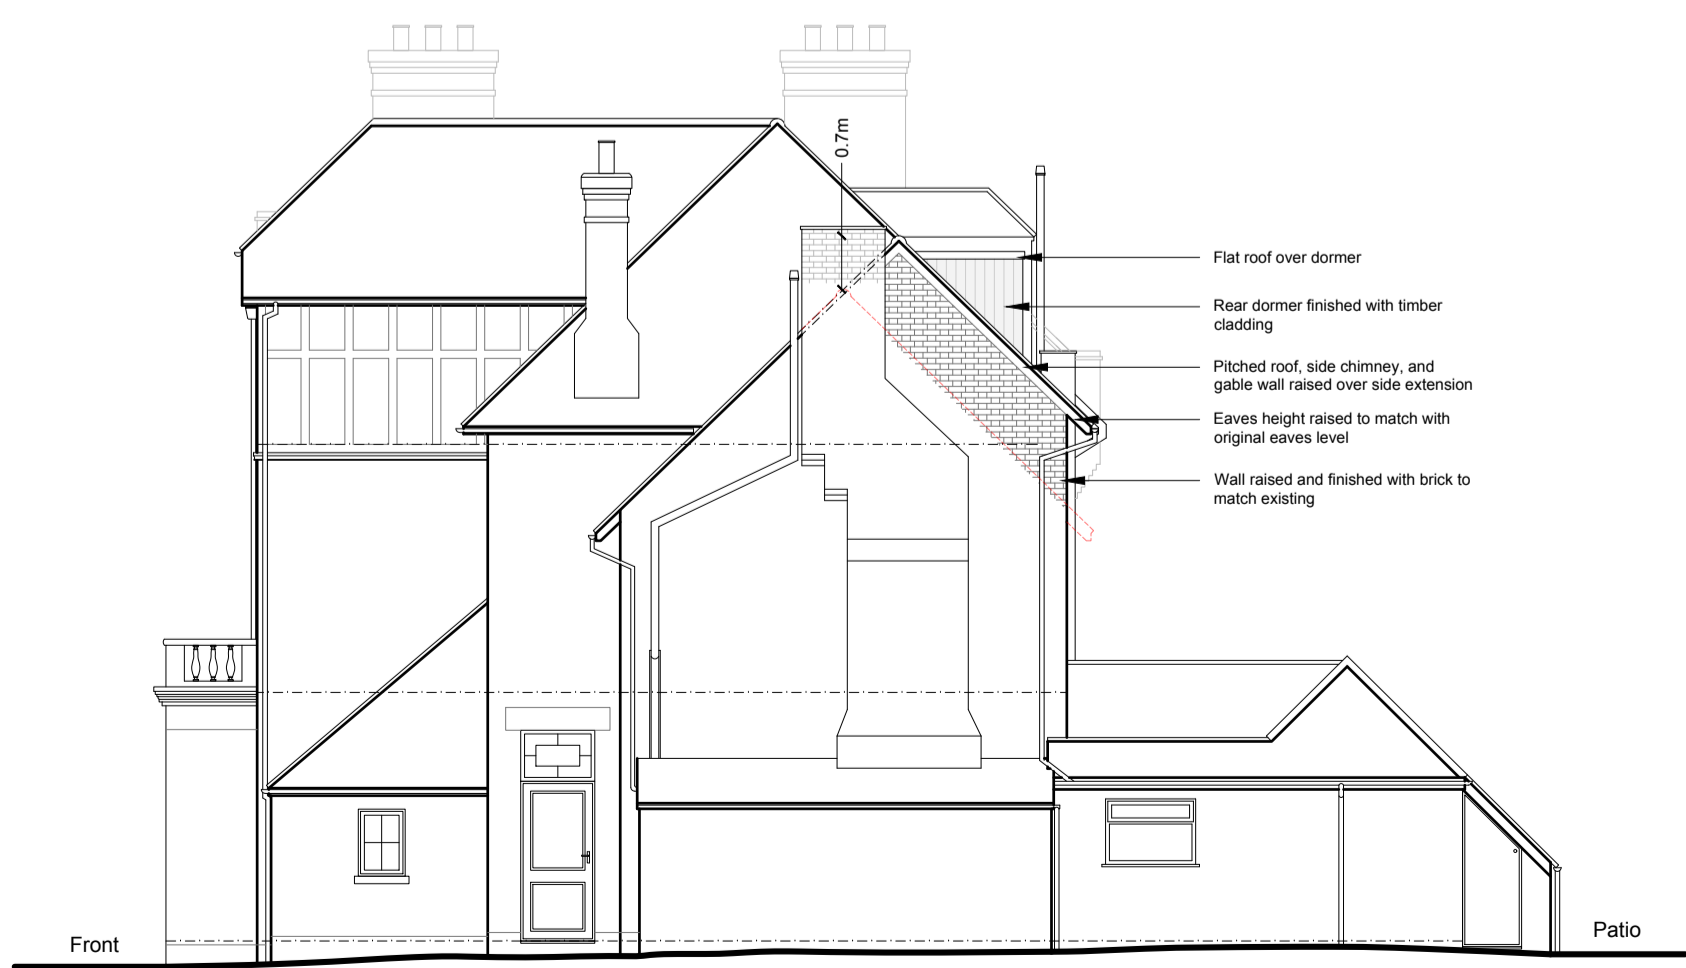 0.7m
Flat roof over dormer
Rear dormer finished with timber
cladding
Pitched roof, side chimney, and
gable wall raised over side extension
Eaves height raised to match with
original eaves level
Wall raised and finished with brick to
match existing
Front
Patio